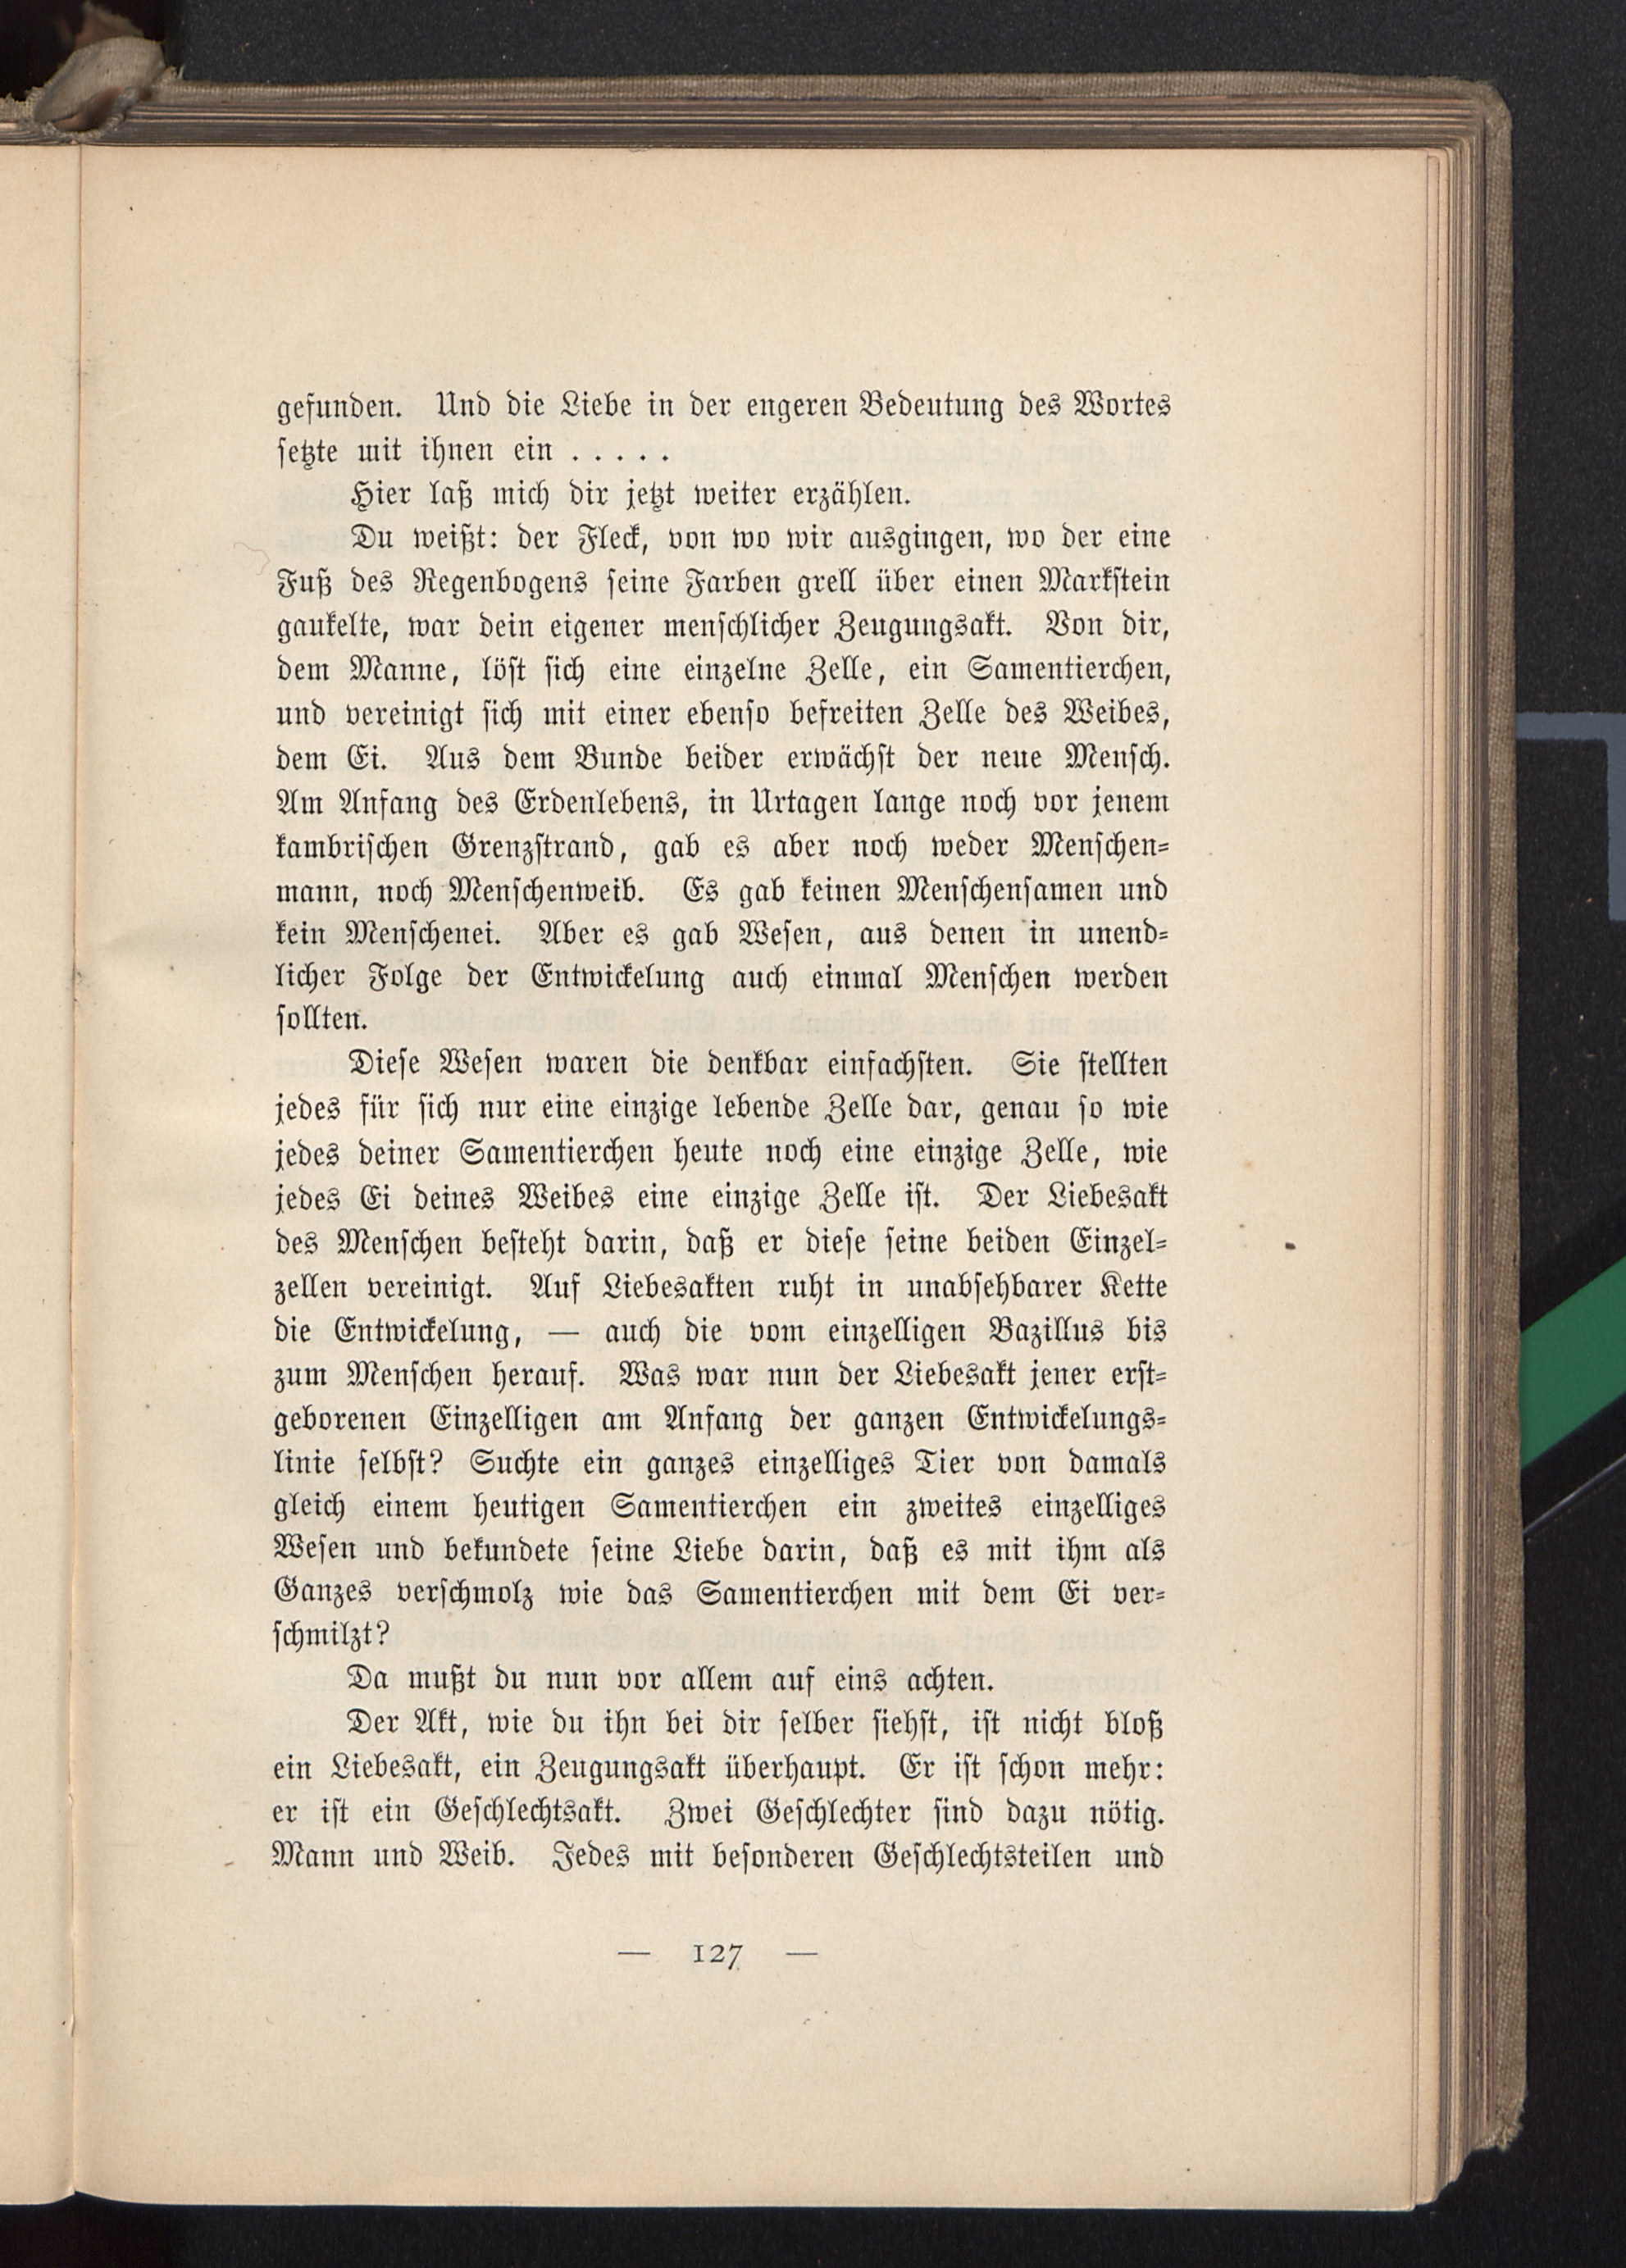 gefunden. Und die Liebe in der engeren Bedeutung des Wortes
setzte mit ihnen ein . . . . .
Hier laß mich dir jetzt weiter erzählen.
Du weißt: der Fleck, von wo wir ausgingen, wo der eine
Fuß des Regenbogens seine Farben grell über einen Markstein
gaukelte, war dein eigener menschlicher Zeugungsakt. Von dir,
dem Manne, löst sich eine einzelne Zelle, ein Samentierchen,
und vereinigt sich mit einer ebenso befreiten Zelle des Weibes,
dem Ei. Aus dem Bunde beider erwächst der neue Mensch.
Am Anfang des Erdenlebens, in Urtagen lange noch vor jenem
kambrischen Grenzstrand, gab es aber noch weder Menschen-
mann, noch Menschenweib. Es gab keinen Menschensamen und
kein Menschenei. Aber es gab Wesen, aus denen in unend-
licher Folge der Entwickelung auch einmal Menschen werden
sollten.
Diese Wesen waren die denkbar einfachsten. Sie stellten
jedes für sich nur eine einzige lebende Zelle dar, genau so wie
jedes deiner Samentierchen heute noch eine einzige Zelle, wie
jedes Ei deines Weibes eine einzige Zelle ist. Der Liebesakt
des Menschen besteht darin, daß er diese seine beiden Einzel-
zellen vereinigt. Auf Liebesakten ruht in unabsehbarer Kette
die Entwickelung, — auch die vom einzelligen Bazillus bis
zum Menschen herauf. Was war nun der Liebesakt jener erst-
geborenen Einzelligen am Anfang der ganzen Entwickelungs-
linie selbst? Suchte ein ganzes einzelliges Tier von damals
gleich einem heutigen Samentierchen ein zweites einzelliges
Wesen und bekundete seine Liebe darin, daß es mit ihm als
Ganzes verschmolz wie das Samentierchen mit dem Ei ver-
schmilzt?
Da mußt du nun vor allem auf eins achten.
Der Akt, wie du ihn bei dir selber siehst, ist nicht bloß
ein Liebesakt, ein Zeugungsakt überhaupt. Er ist schon mehr:
er ist ein Geschlechtsakt. Zwei Geschlechter sind dazu nötig.
Mann und Weib. Jedes mit besonderen Geschlechtsteilen und
— 127 —